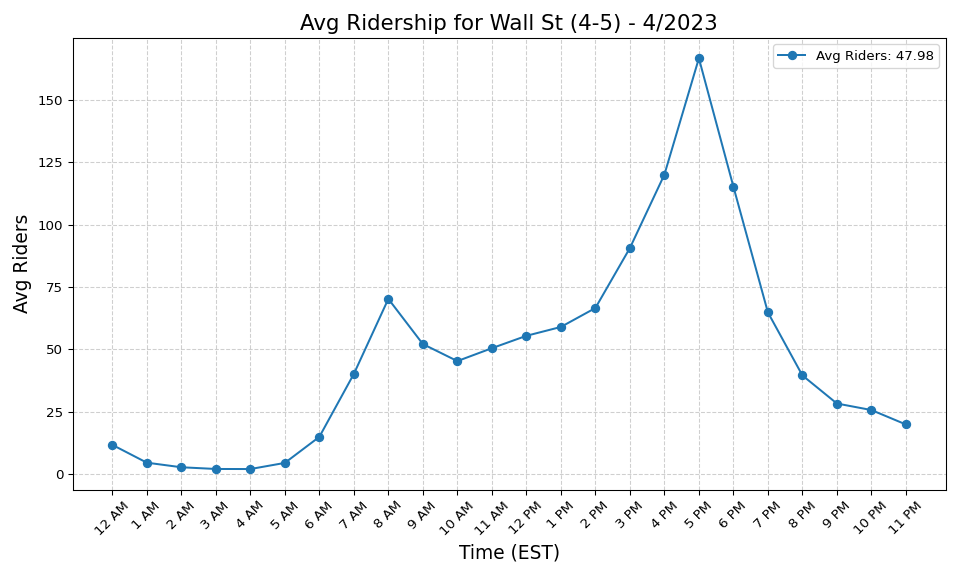 Avg Ridership for Wall St (4-5) - 4/2023
Avg Riders: 47.98
Avg Riders
150
125
100
75
50
25
0
12 AM
1 AM
2 AM
3 AM
4 AM
5 AM
6 AM
7 AM
8 AM
9 AM
10 AM
11 AM
12 PM
1 PM
2 PM
3 PM
4 PM
5 PM
6 PM
7 PM
8 PM
9 PM
10 PM
11 PM
Time (EST)